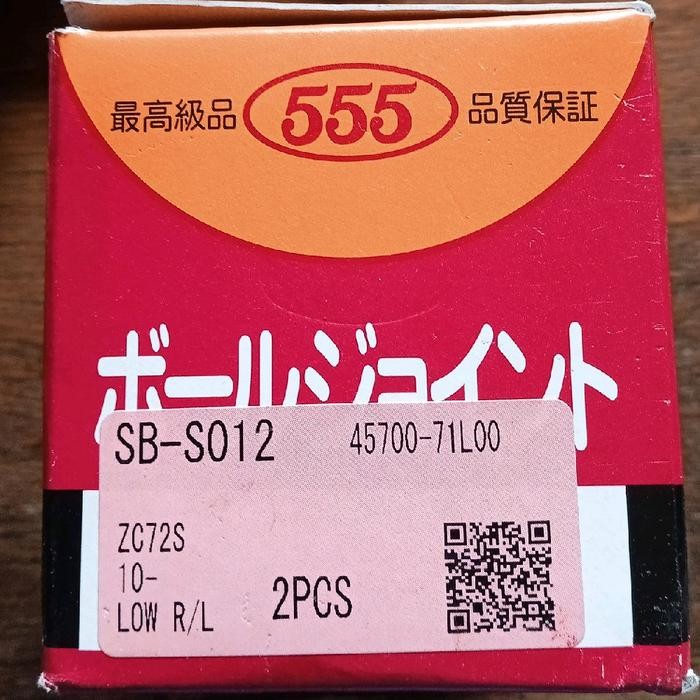 最高級品 555 品質保証
ボールジョイント
SB-S012 45700-71L00
ZC72S
10-
LOW R/L 2PCS